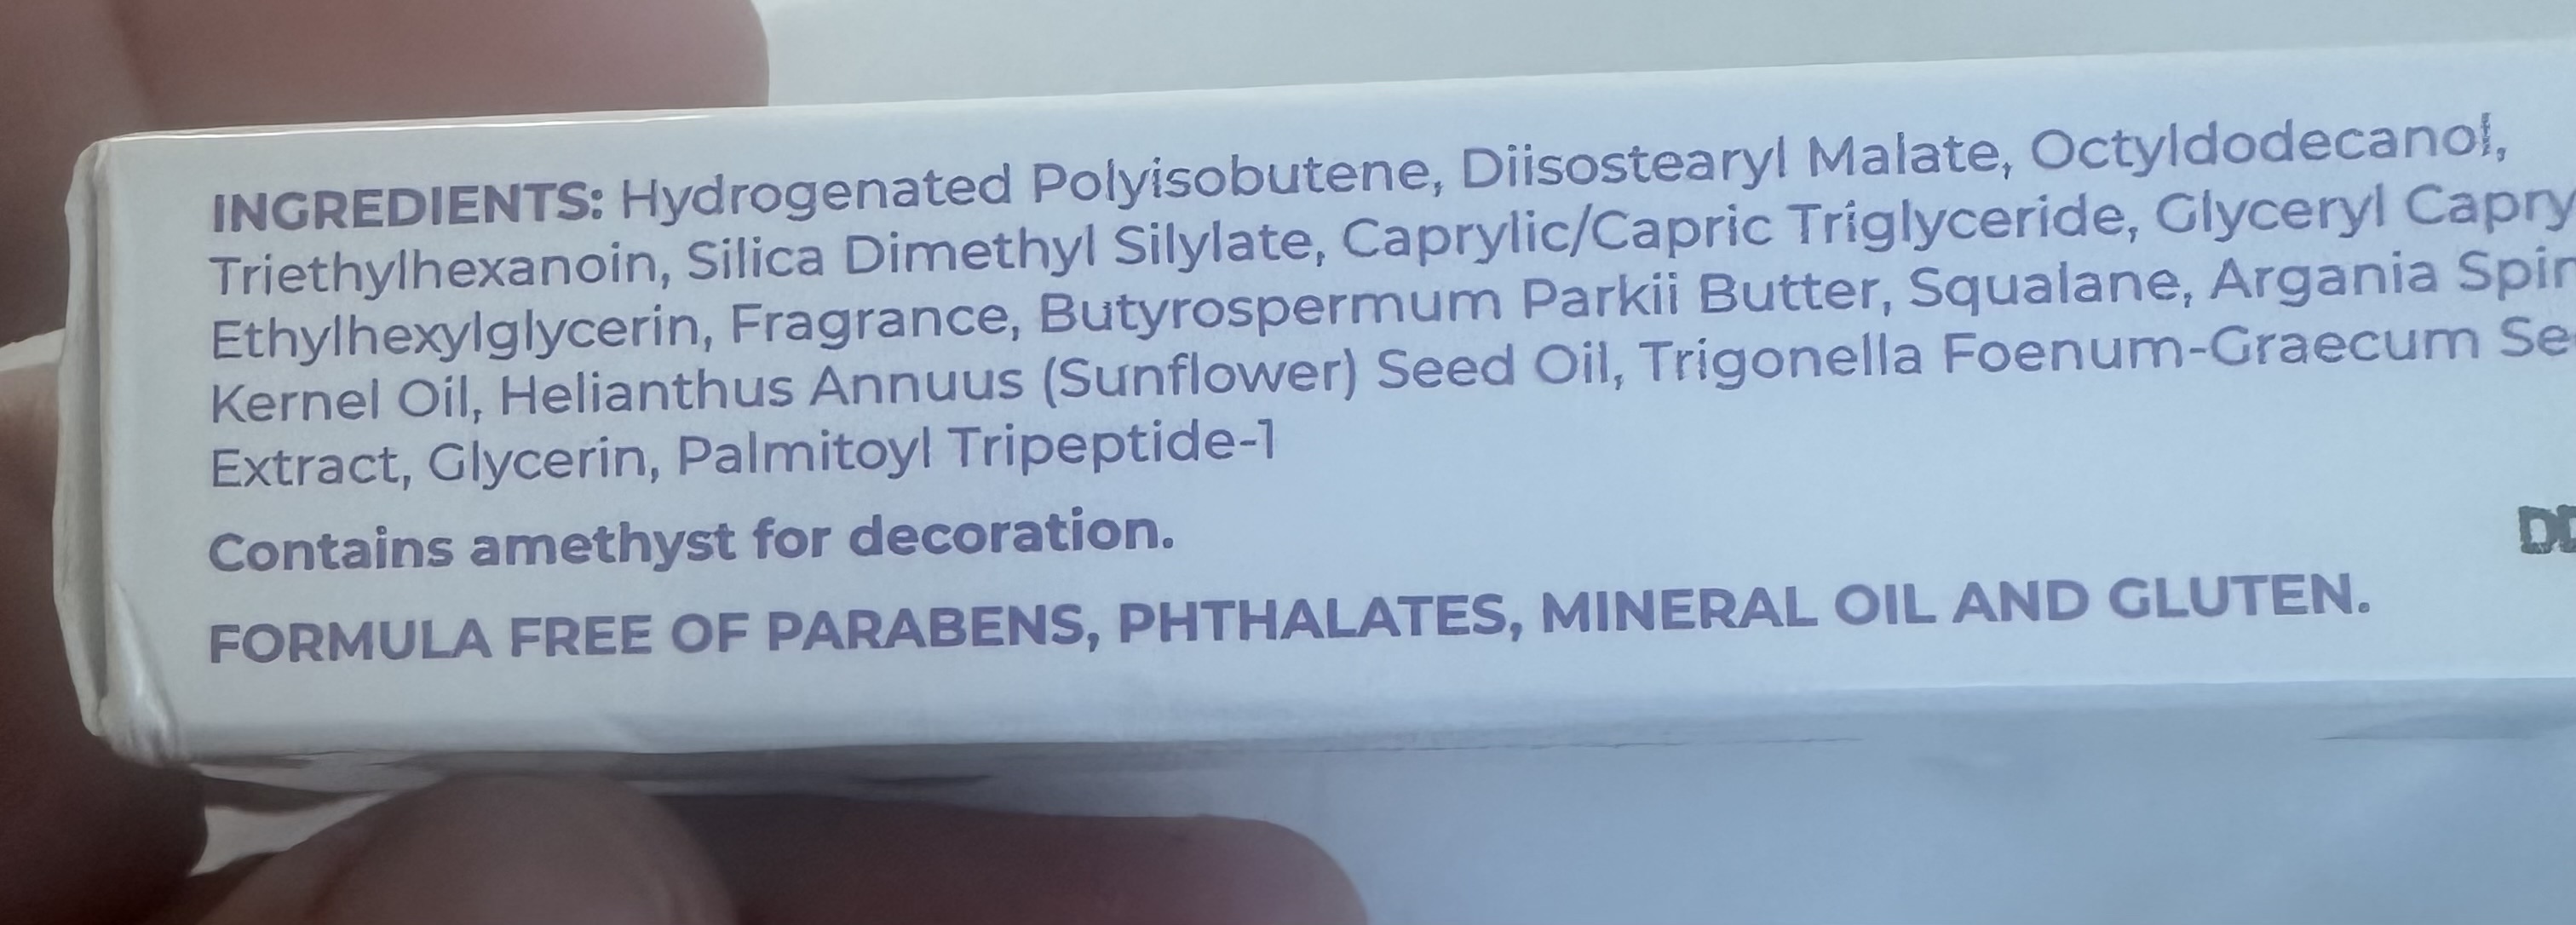 INGREDIENTS: Hydrogenated Polyisobutene, Diisostearyl Malate, Octyldodecanol,
Triethylhexanoin, Silica Dimethyl Silylate, Caprylic/Capric Triglyceride, Glyceryl
Ethylhexylglycerin, Fragrance, Butyrospermum Parkii Butter, Squalane, Argania
Kernel Oil, Helianthus Annuus (Sunflower) Seed Oil, Trigonella Foenum-Graecum
Extract, Glycerin, Palmitoyl Tripeptide-1
Contains amethyst for decoration.
FORMULA FREE OF PARABENS, PHTHALATES, MINERAL OIL AND GLUTEN.